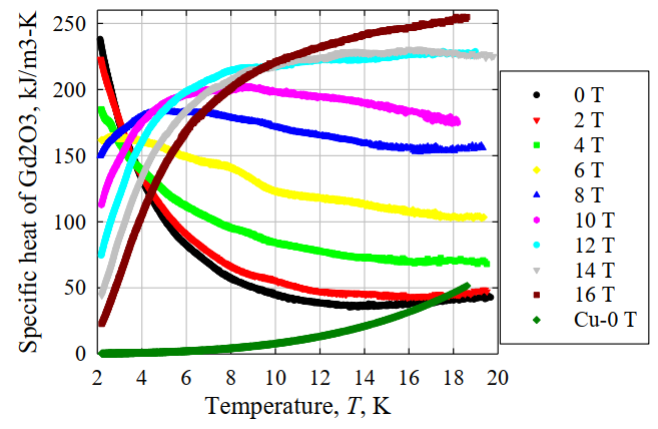 Specific heat of Gd2O3, kJ/m3-K
250
200
150
100
50
0
2 4 6 8 10 12 14 16 18 20
Temperature, T, K
0 T
2 T
4 T
6 T
8 T
10 T
12 T
14 T
16 T
Cu-0 T